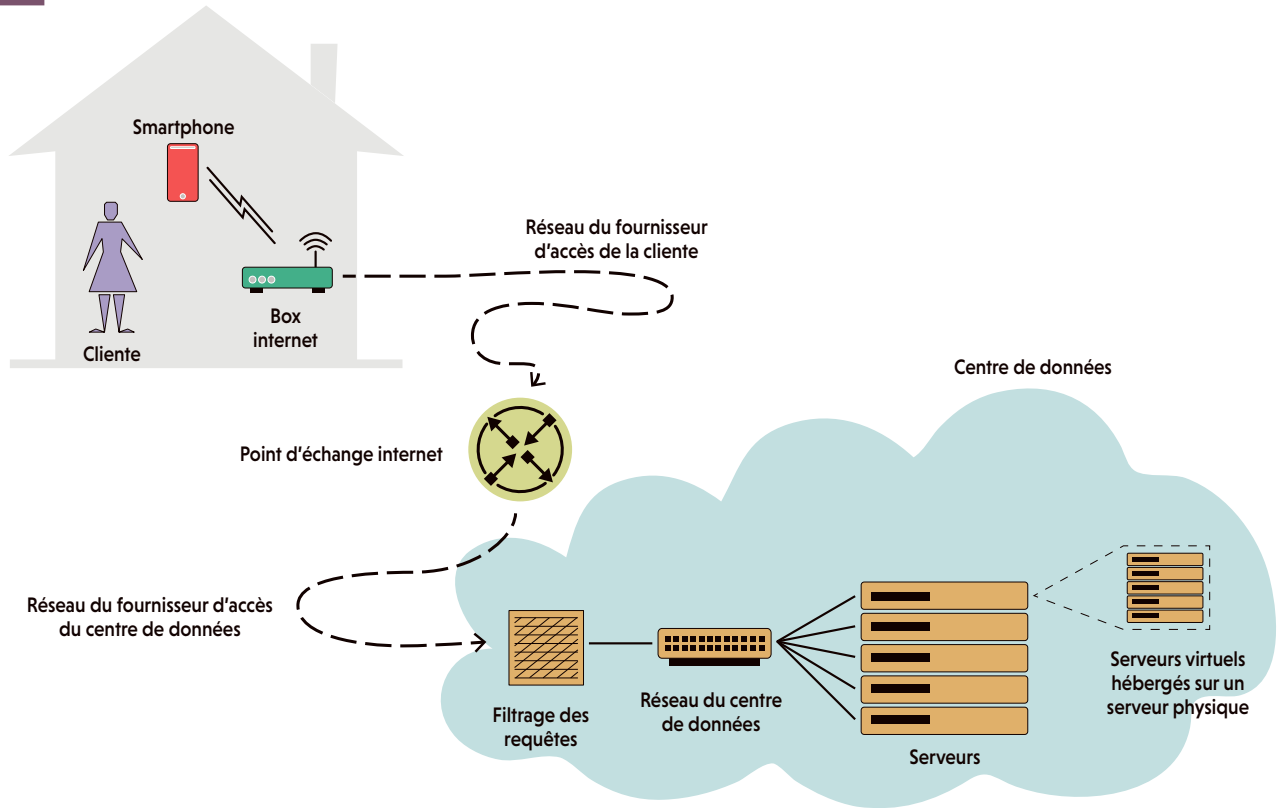 Smartphone
Réseau du fournisseur
d'accès de la cliente
Box
internet
Cliente
Centre de données
Point d'échange internet
Réseau du fournisseur d'accès
du centre de données
Filtrage des
requêtes
Réseau du centre
de données
Serveurs
Serveurs virtuels
hébergés sur un
serveur physique